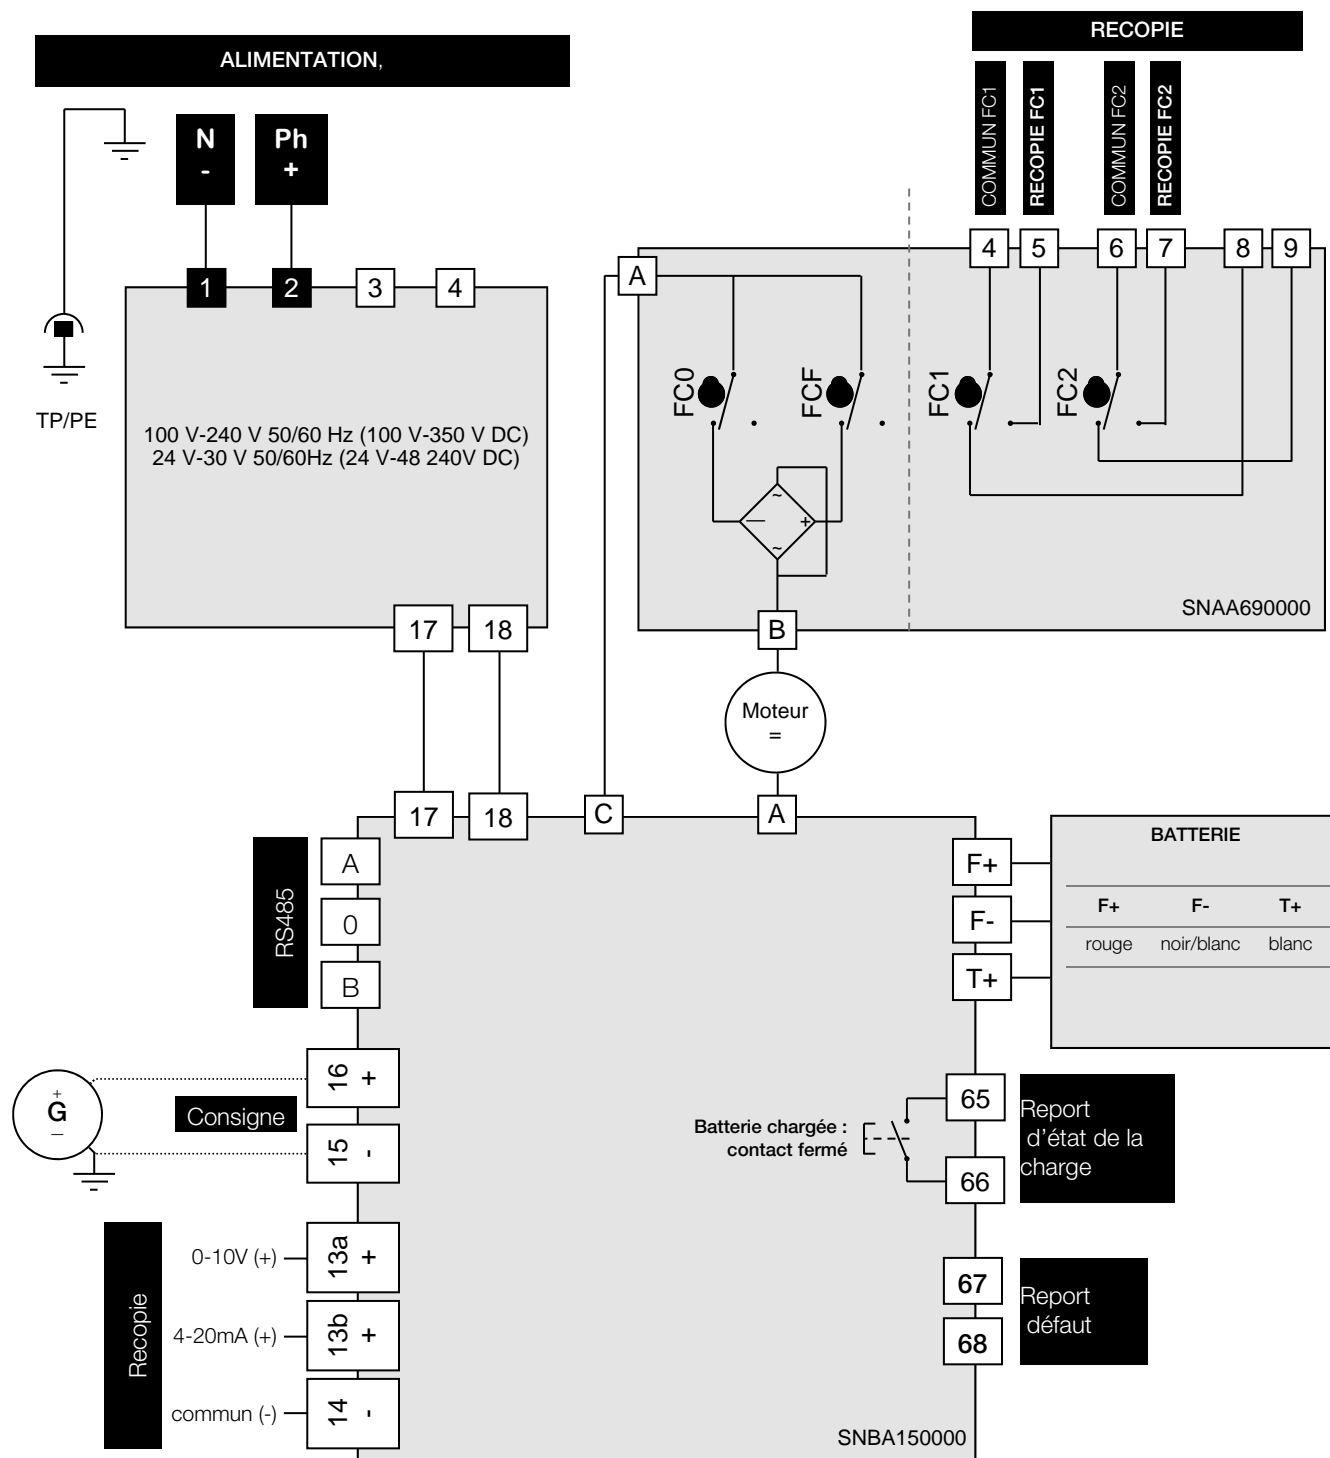 ALIMENTATION,
RECOPIE
COMMUN FC1
RECOPIE FC1
COMMUN FC2
RECOPIE FC2
N
-
Ph
+
1
2
3
4
TP/PE
100 V-240 V 50/60 Hz (100 V-350 V DC)
24 V-30 V 50/60Hz (24 V-48 240V DC)
17
18
4
5
6
7
8
9
A
FC0
FCF
FC1
FC2
~
—
+
~
SNAA690000
B
Moteur
=
17
18
C
A
RS485
A
0
B
F+
F-
T+
BATTERIE
F+ F- T+
rouge noir/blanc blanc
+
G
—
Consigne
16 +
15 -
Batterie chargée :
contact fermé
65
66
Report
d'état de la
charge
Recopie
0-10V (+)
13a +
4-20mA (+)
13b +
commun (-)
14 -
67
68
Report
défaut
SNBA150000